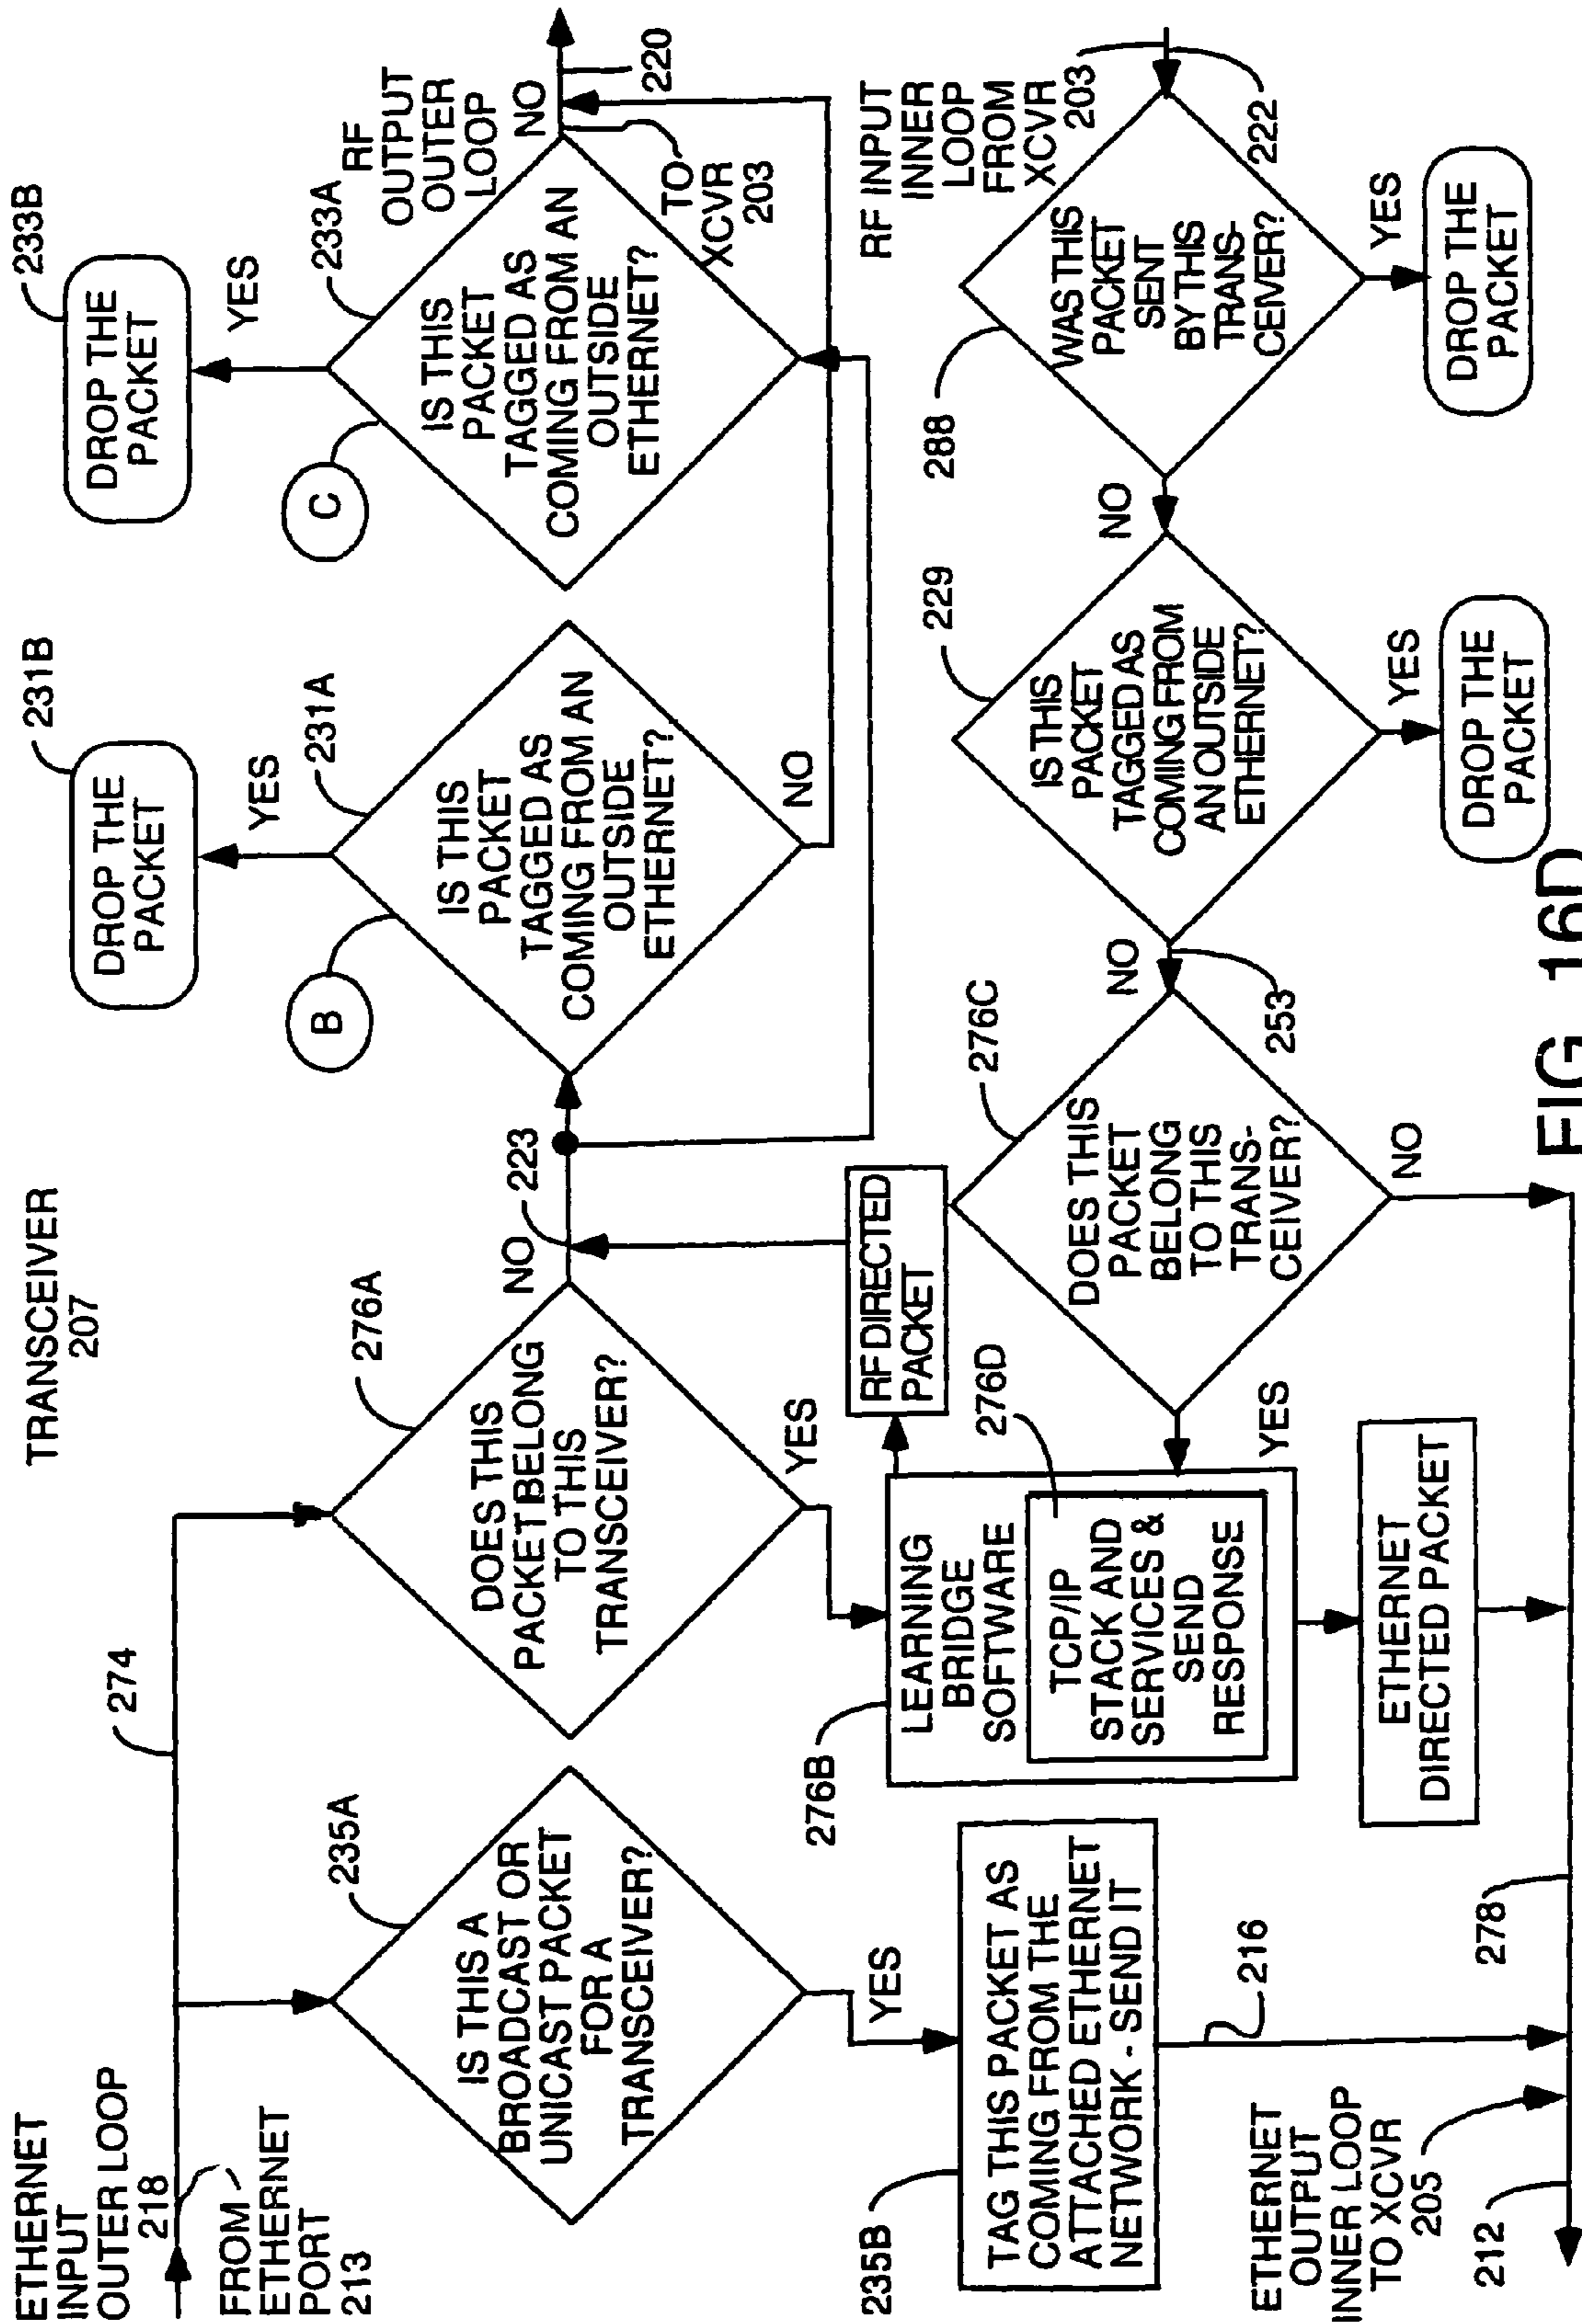 TRANSCEIVER
207
ETHERNET
INPUT
OUTER LOOP
218
FROM
ETHERNET
PORT
213
274
235A
IS THIS A
BROADCAST OR
UNICAST PACKET
FOR A
TRANSCEIVER?
YES
235B
TAG THIS PACKET AS
COMING FROM THE
ATTACHED ETHERNET
NETWORK - SEND IT
216
ETHERNET
OUTPUT
INNER LOOP
TO XCVR
205
212
276A
DOES THIS
PACKET BELONG
TO THIS
TRANSCEIVER?
NO
YES
223
276B
LEARNING
BRIDGE
SOFTWARE
276D
TCP/IP
STACK AND
SERVICES &
SEND
RESPONSE
RF DIRECTED
PACKET
ETHERNET
DIRECTED PACKET
278
231B
DROP THE
PACKET
YES
231A
B
IS THIS
PACKET
TAGGED AS
COMING FROM AN
OUTSIDE
ETHERNET?
NO
233B
DROP THE
PACKET
YES
233A
C
IS THIS
PACKET
TAGGED AS
COMING FROM AN
OUTSIDE
ETHERNET?
RF
OUTPUT
OUTER
LOOP
NO
220
TO
XCVR
203
RF INPUT
INNER
LOOP
FROM
XCVR
203
222
288
WAS THIS
PACKET
SENT
BY THIS
TRANS-
CEIVER?
YES
DROP THE
PACKET
NO
229
IS THIS
PACKET
TAGGED AS
COMING FROM
AN OUTSIDE
ETHERNET?
YES
DROP THE
PACKET
NO
253
276C
DOES THIS
PACKET
BELONG
TO THIS
TRANS-
CEIVER?
YES
NO
FIG. 16D